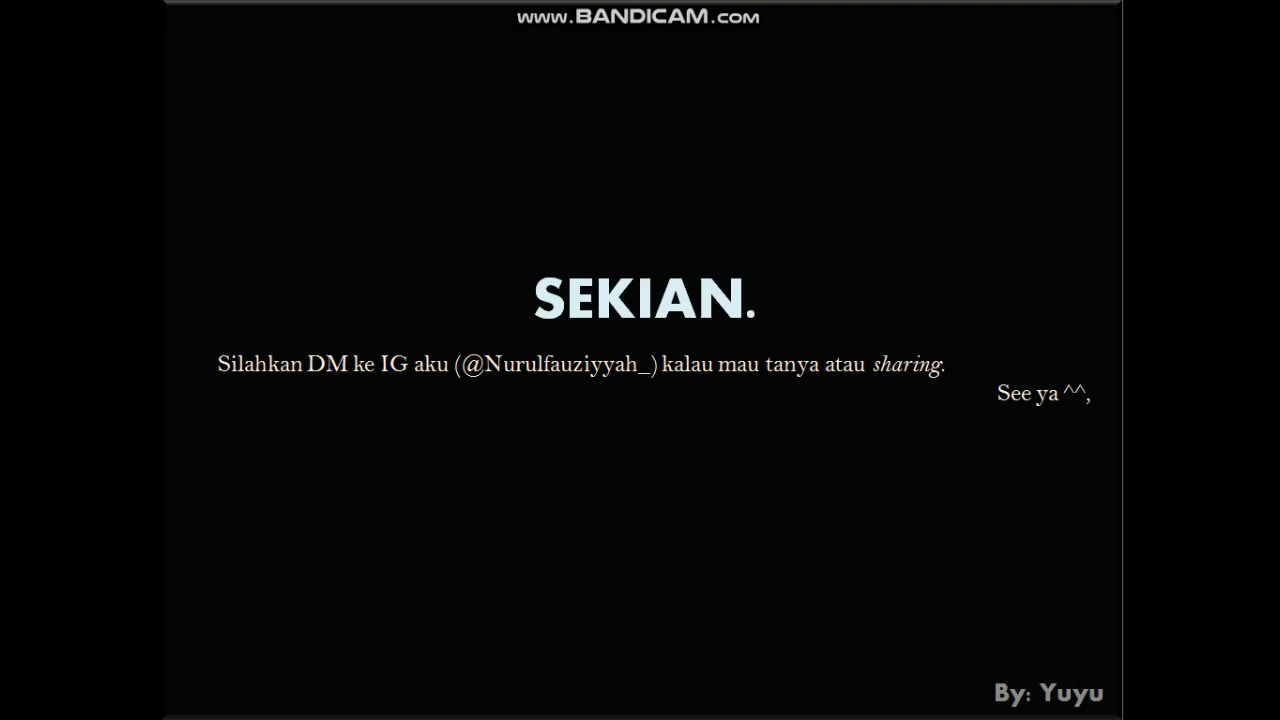 www.BANDICAM.com
SEKIAN.
Silahkan DM ke IG aku (@Nurulfauziyyah_) kalau mau tanya atau sharing.
See ya ^^,
By: Yuyu